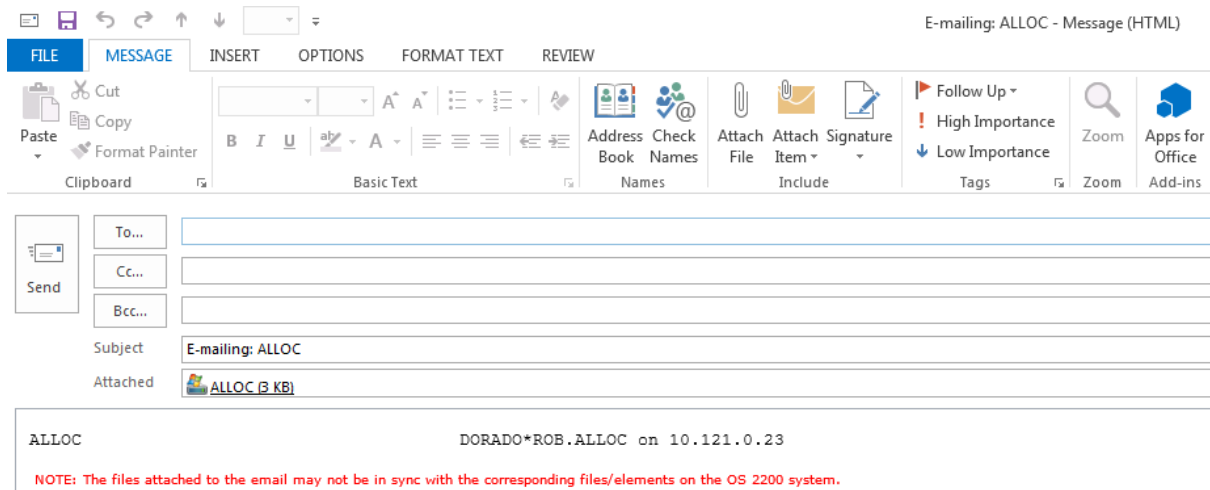 E-mailing: ALLOC - Message (HTML)
FILE MESSAGE INSERT OPTIONS FORMAT TEXT REVIEW
Paste
Cut
Copy
Format Painter
Clipboard
B I U aby A A A
Basic Text
Address Book
Check Names
Names
Attach File
Attach Item
Signature
Include
Follow Up
High Importance
Low Importance
Tags
Zoom
Zoom
Apps for Office
Add-ins
Send
To...
Cc...
Bcc...
Subject E-mailing: ALLOC
Attached ALLOC (3 KB)
ALLOC DORADO*ROB.ALLOC on 10.121.0.23
NOTE: The files attached to the email may not be in sync with the corresponding files/elements on the OS 2200 system.